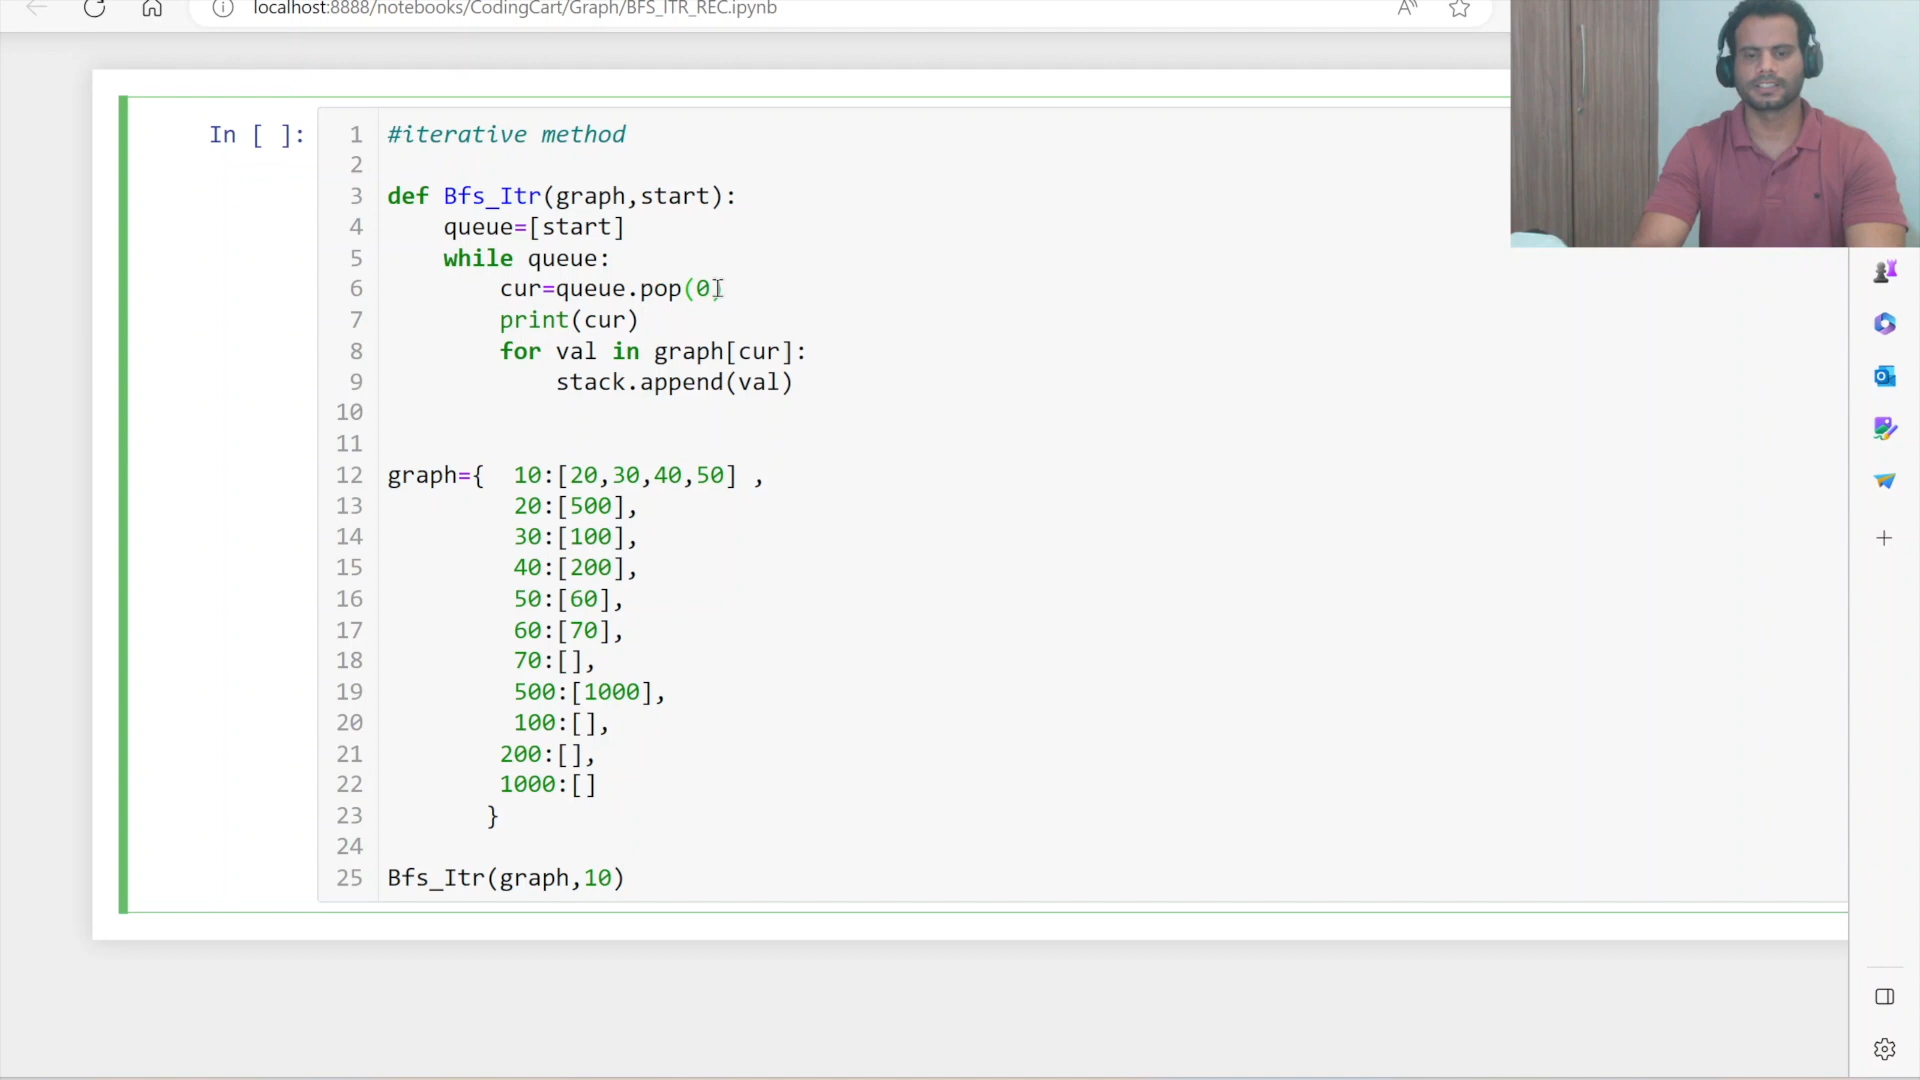 localhost:8888/notebooks/CodingCart/Graph/BFS_ITR_REC.ipynb
In [ ]:
1 #iterative method
2
3 def Bfs_Itr(graph,start):
4     queue=[start]
5     while queue:
6         cur=queue.pop(0)
7         print(cur)
8         for val in graph[cur]:
9             stack.append(val)
10
11
12 graph={  10:[20,30,40,50] ,
13          20:[500],
14          30:[100],
15          40:[200],
16          50:[60],
17          60:[70],
18          70:[],
19          500:[1000],
20          100:[],
21         200:[],
22         1000:[]
23        }
24
25 Bfs_Itr(graph,10)